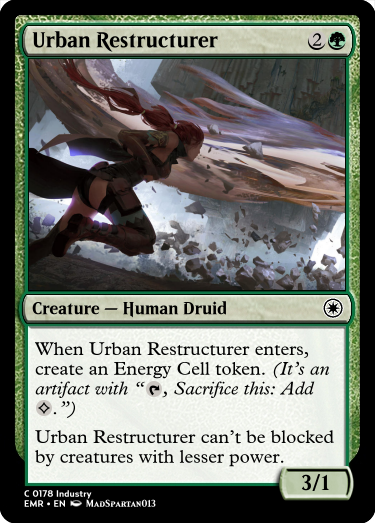 Urban Restructurer 2
Creature — Human Druid
When Urban Restructurer enters,
create an Energy Cell token. (It's an
artifact with “, Sacrifice this: Add
.”)
Urban Restructurer can't be blocked
by creatures with lesser power.
3/1
C 0178 Industry
EMR • EN MadSpartan013